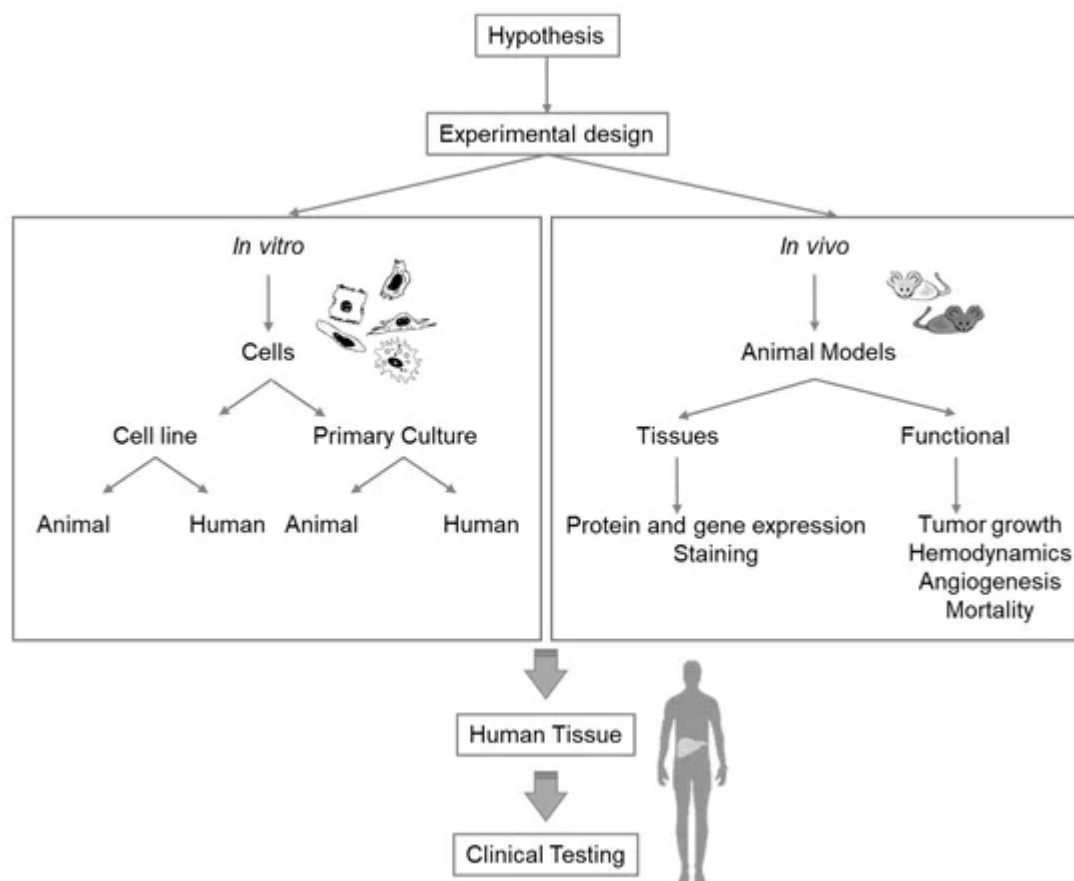 Hypothesis
Experimental design
In vitro
Cells
Cell line
Primary Culture
Animal
Human
Animal
Human
In vivo
Animal Models
Tissues
Functional
Protein and gene expression
Staining
Tumor growth
Hemodynamics
Angiogenesis
Mortality
Human Tissue
Clinical Testing